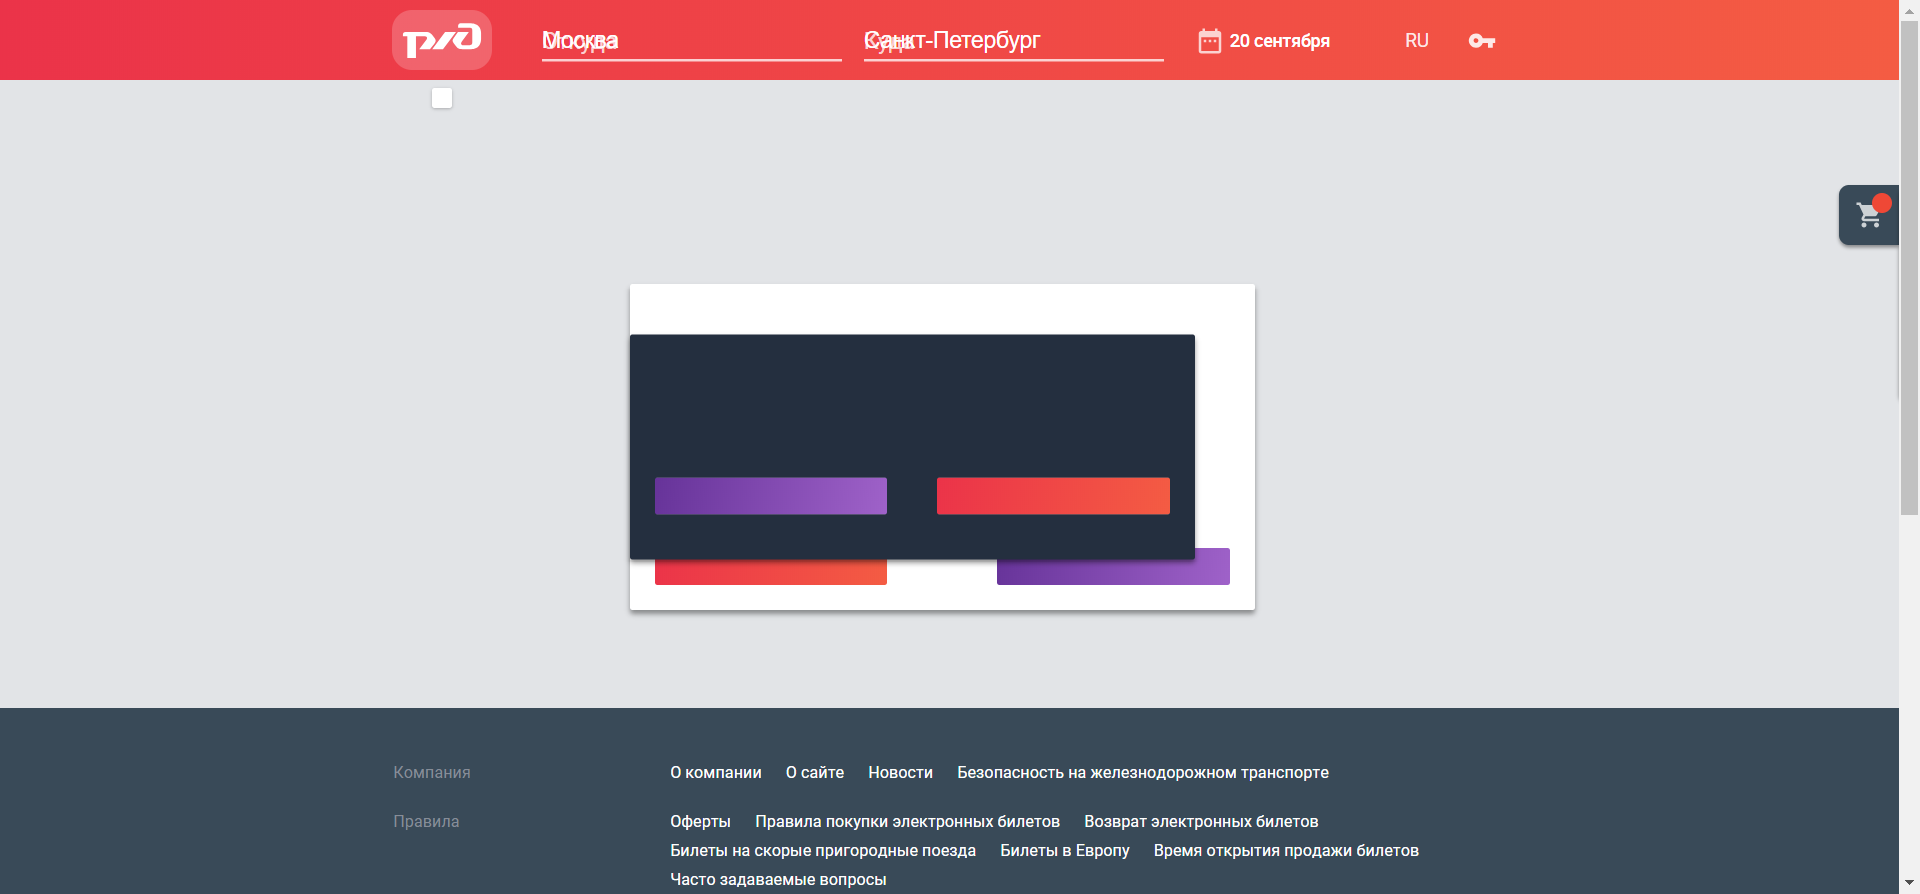 ржд
Москва
Откуда
Санкт-Петербург
Куда
20 сентября
RU
Компания
О компании О сайте Новости Безопасность на железнодорожном транспорте
Правила
Оферты Правила покупки электронных билетов Возврат электронных билетов
Билеты на скорые пригородные поезда Билеты в Европу Время открытия продажи билетов
Часто задаваемые вопросы